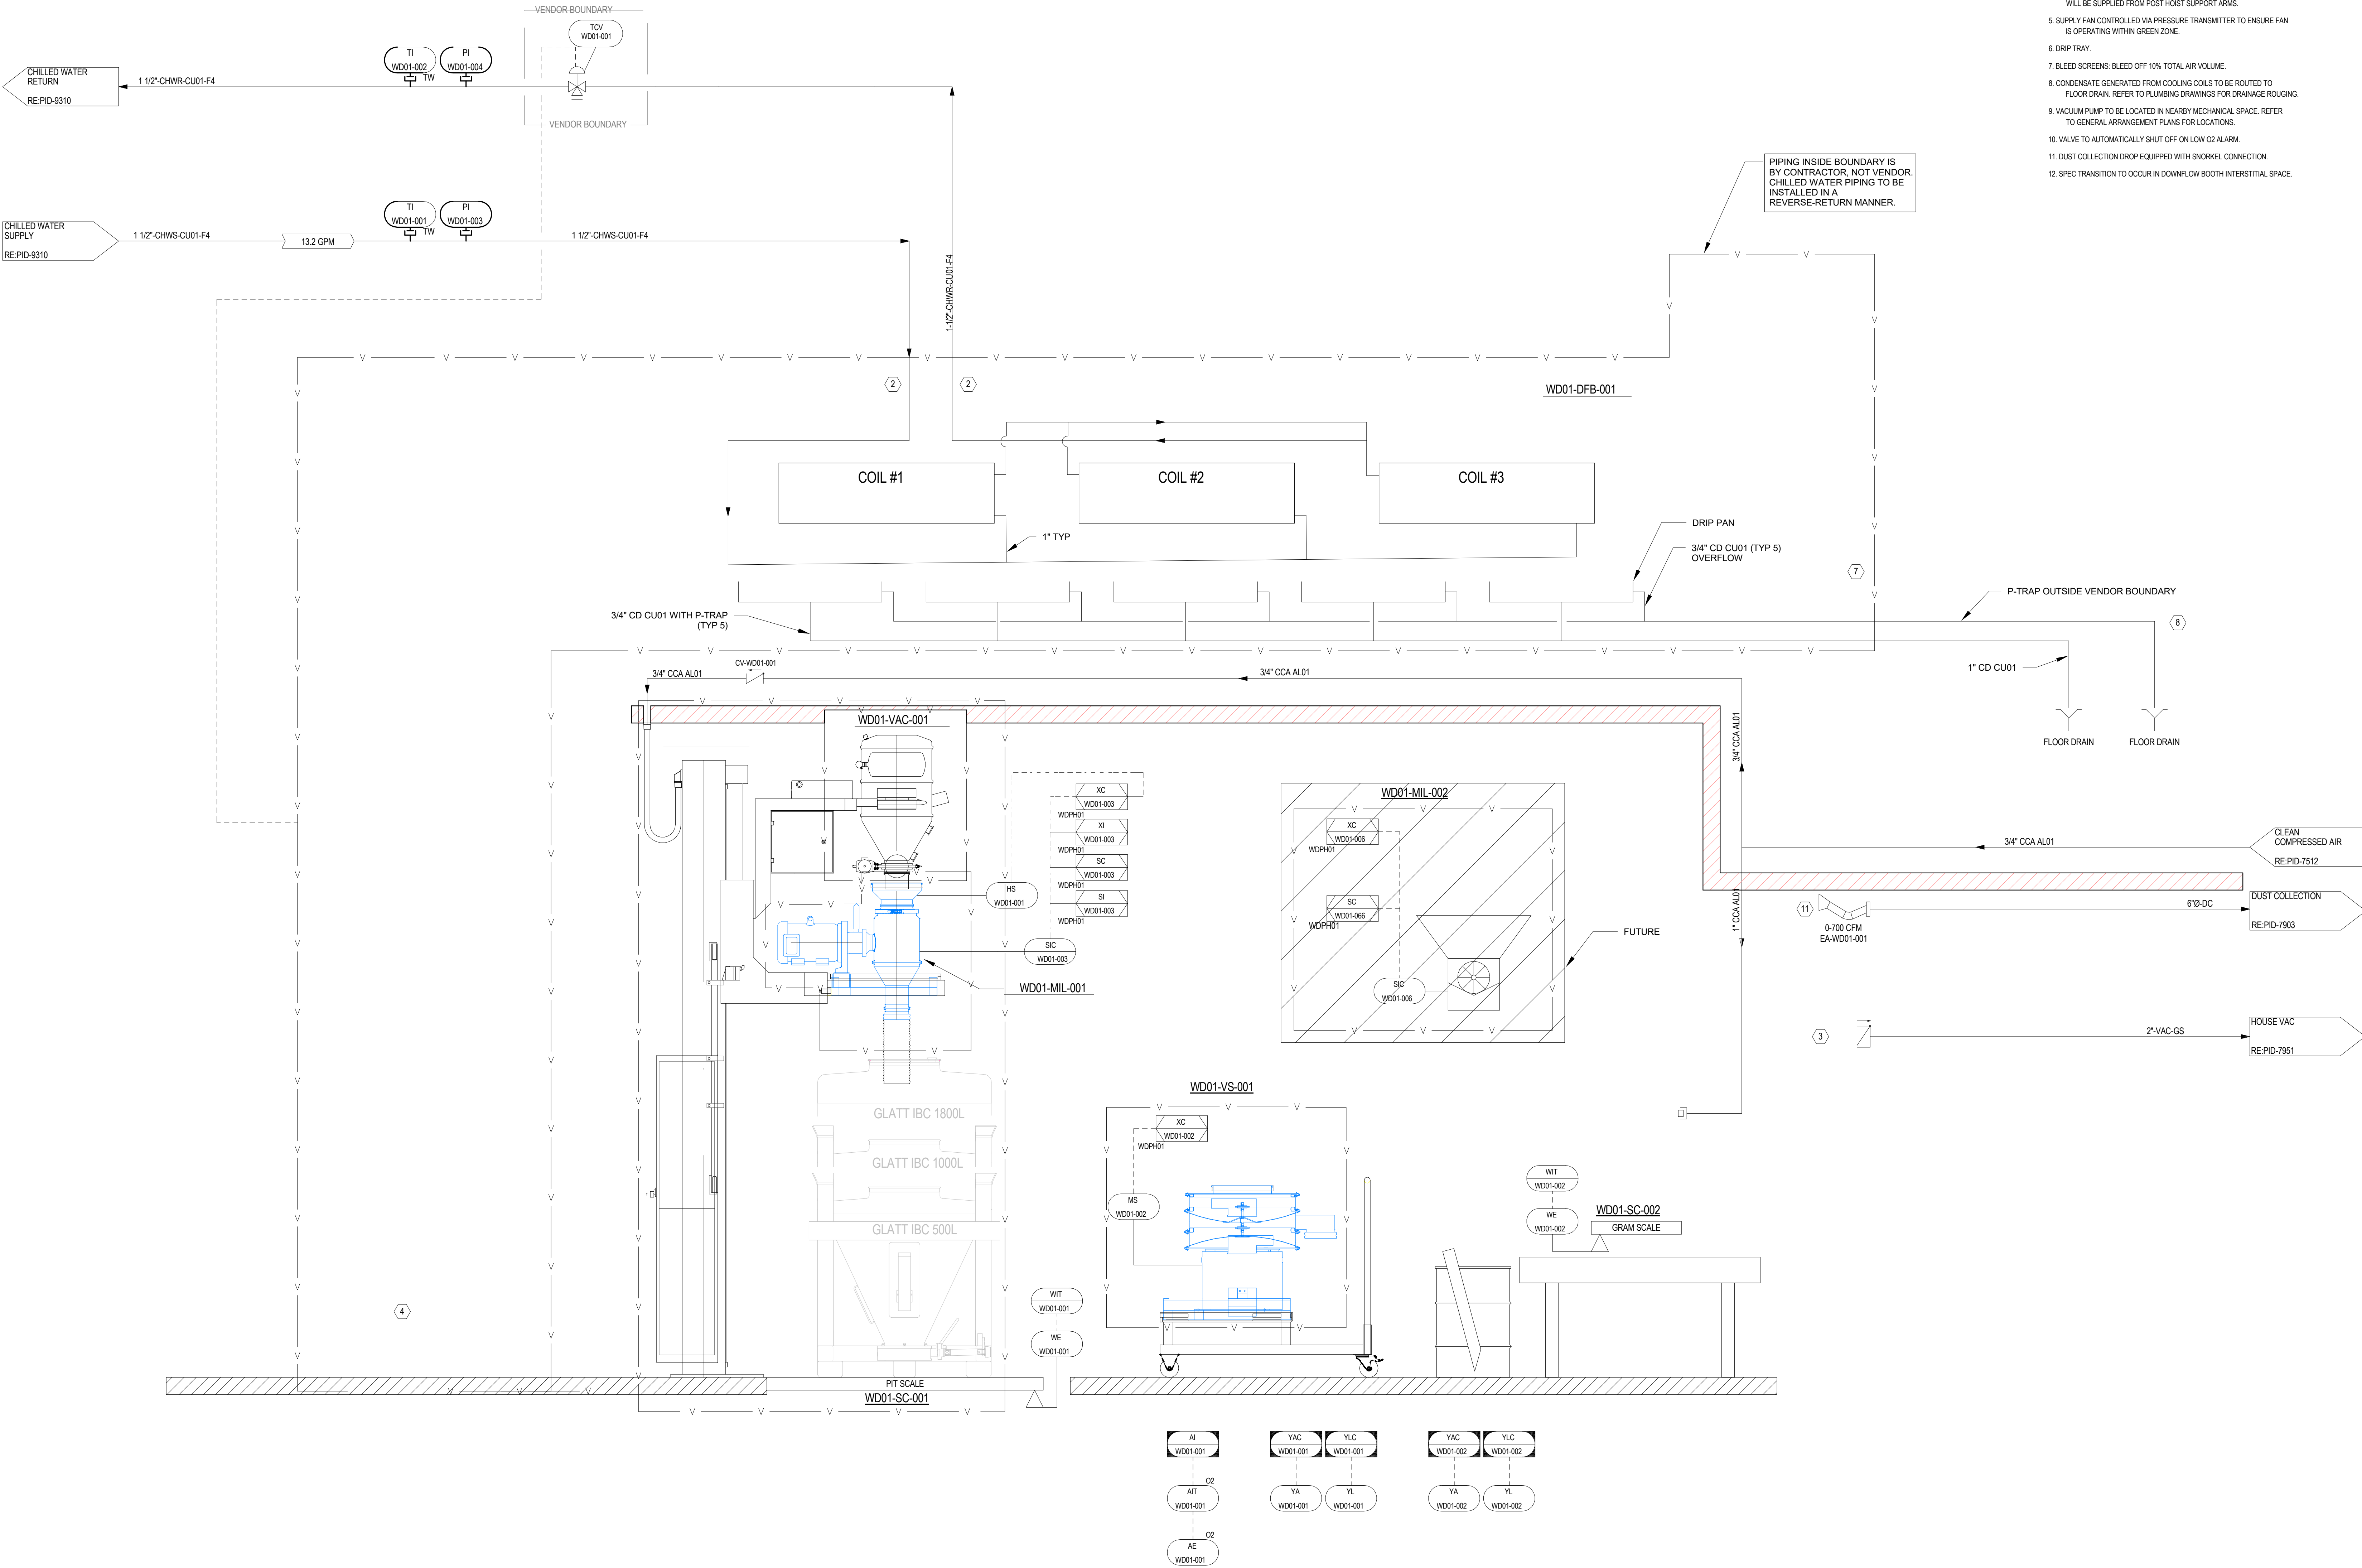 WILL BE SUPPLIED FROM POST HOIST SUPPORT ARMS.
5. SUPPLY FAN CONTROLLED VIA PRESSURE TRANSMITTER TO ENSURE FAN
IS OPERATING WITHIN GREEN ZONE.
6. DRIP TRAY.
7. BLEED SCREENS: BLEED OFF 10% TOTAL AIR VOLUME.
8. CONDENSATE GENERATED FROM COOLING COILS TO BE ROUTED TO
FLOOR DRAIN. REFER TO PLUMBING DRAWINGS FOR DRAINAGE ROUGING.
9. VACUUM PUMP TO BE LOCATED IN NEARBY MECHANICAL SPACE. REFER
TO GENERAL ARRANGEMENT PLANS FOR LOCATIONS.
10. VALVE TO AUTOMATICALLY SHUT OFF ON LOW O2 ALARM.
11. DUST COLLECTION DROP EQUIPPED WITH SNORKEL CONNECTION.
12. SPEC TRANSITION TO OCCUR IN DOWNFLOW BOOTH INTERSTITIAL SPACE.
VENDOR BOUNDARY
TCV
WD01-001
VENDOR BOUNDARY
TI
WD01-002
TW
PI
WD01-004
CHILLED WATER
RETURN
RE:PID-9310
1 1/2"-CHWR-CU01-F4
PIPING INSIDE BOUNDARY IS
BY CONTRACTOR, NOT VENDOR.
CHILLED WATER PIPING TO BE
INSTALLED IN A
REVERSE-RETURN MANNER.
TI
WD01-001
TW
PI
WD01-003
CHILLED WATER
SUPPLY
RE:PID-9310
1 1/2"-CHWS-CU01-F4
13.2 GPM
1 1/2"-CHWS-CU01-F4
1-1/2"-CHWR-CU01-F4
V V
V V V V V V V V V V V V V V V V V V V
2
2
WD01-DFB-001
COIL #1
COIL #2
COIL #3
1" TYP
DRIP PAN
3/4" CD CU01 (TYP 5)
OVERFLOW
7
P-TRAP OUTSIDE VENDOR BOUNDARY
8
3/4" CD CU01 WITH P-TRAP
(TYP 5)
1" CD CU01
FLOOR DRAIN
FLOOR DRAIN
V V V V V V V V V V V V V V V V V V
CV-WD01-001
3/4" CCA AL01
3/4" CCA AL01
3/4" CCA AL01
WD01-VAC-001
XC
WD01-003
WDPH01
XI
WD01-003
WDPH01
SC
WD01-003
WDPH01
SI
WD01-003
WDPH01
HS
WD01-001
SIC
WD01-003
WD01-MIL-001
WD01-MIL-002
XC
WD01-006
WDPH01
SC
WD01-066
WDPH01
SIC
WD01-006
FUTURE
3/4" CCA AL01
CLEAN
COMPRESSED AIR
RE:PID-7512
1" CCA AL01
11
0-700 CFM
EA-WD01-001
6"Ø-DC
DUST COLLECTION
RE:PID-7903
3
2"-VAC-GS
HOUSE VAC
RE:PID-7951
GLATT IBC 1800L
GLATT IBC 1000L
GLATT IBC 500L
WD01-VS-001
XC
WD01-002
WDPH01
MS
WD01-002
WIT
WD01-002
WE
WD01-002
WD01-SC-002
GRAM SCALE
4
WIT
WD01-001
WE
WD01-001
PIT SCALE
WD01-SC-001
AI
WD01-001
YAC
WD01-001
YLC
WD01-001
YAC
WD01-002
YLC
WD01-002
O2
AIT
WD01-001
YA
WD01-001
YL
WD01-001
YA
WD01-002
YL
WD01-002
O2
AE
WD01-001